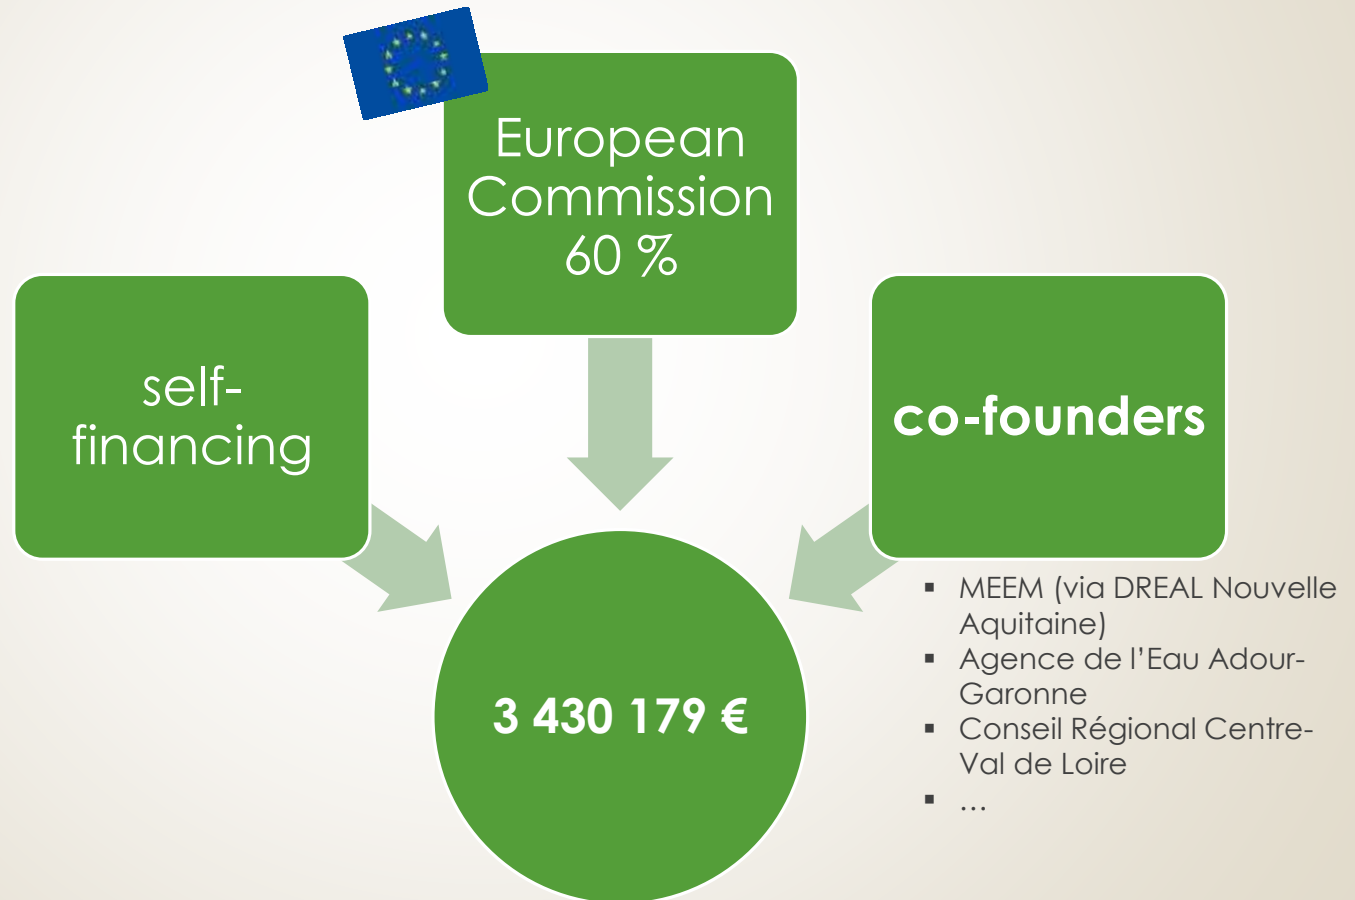 European
Commission
60 %
self-
financing
co-founders
3 430 179 €
▪ MEEM (via DREAL Nouvelle
Aquitaine)
▪ Agence de l’Eau Adour-
Garonne
▪ Conseil Régional Centre-
Val de Loire
▪ …